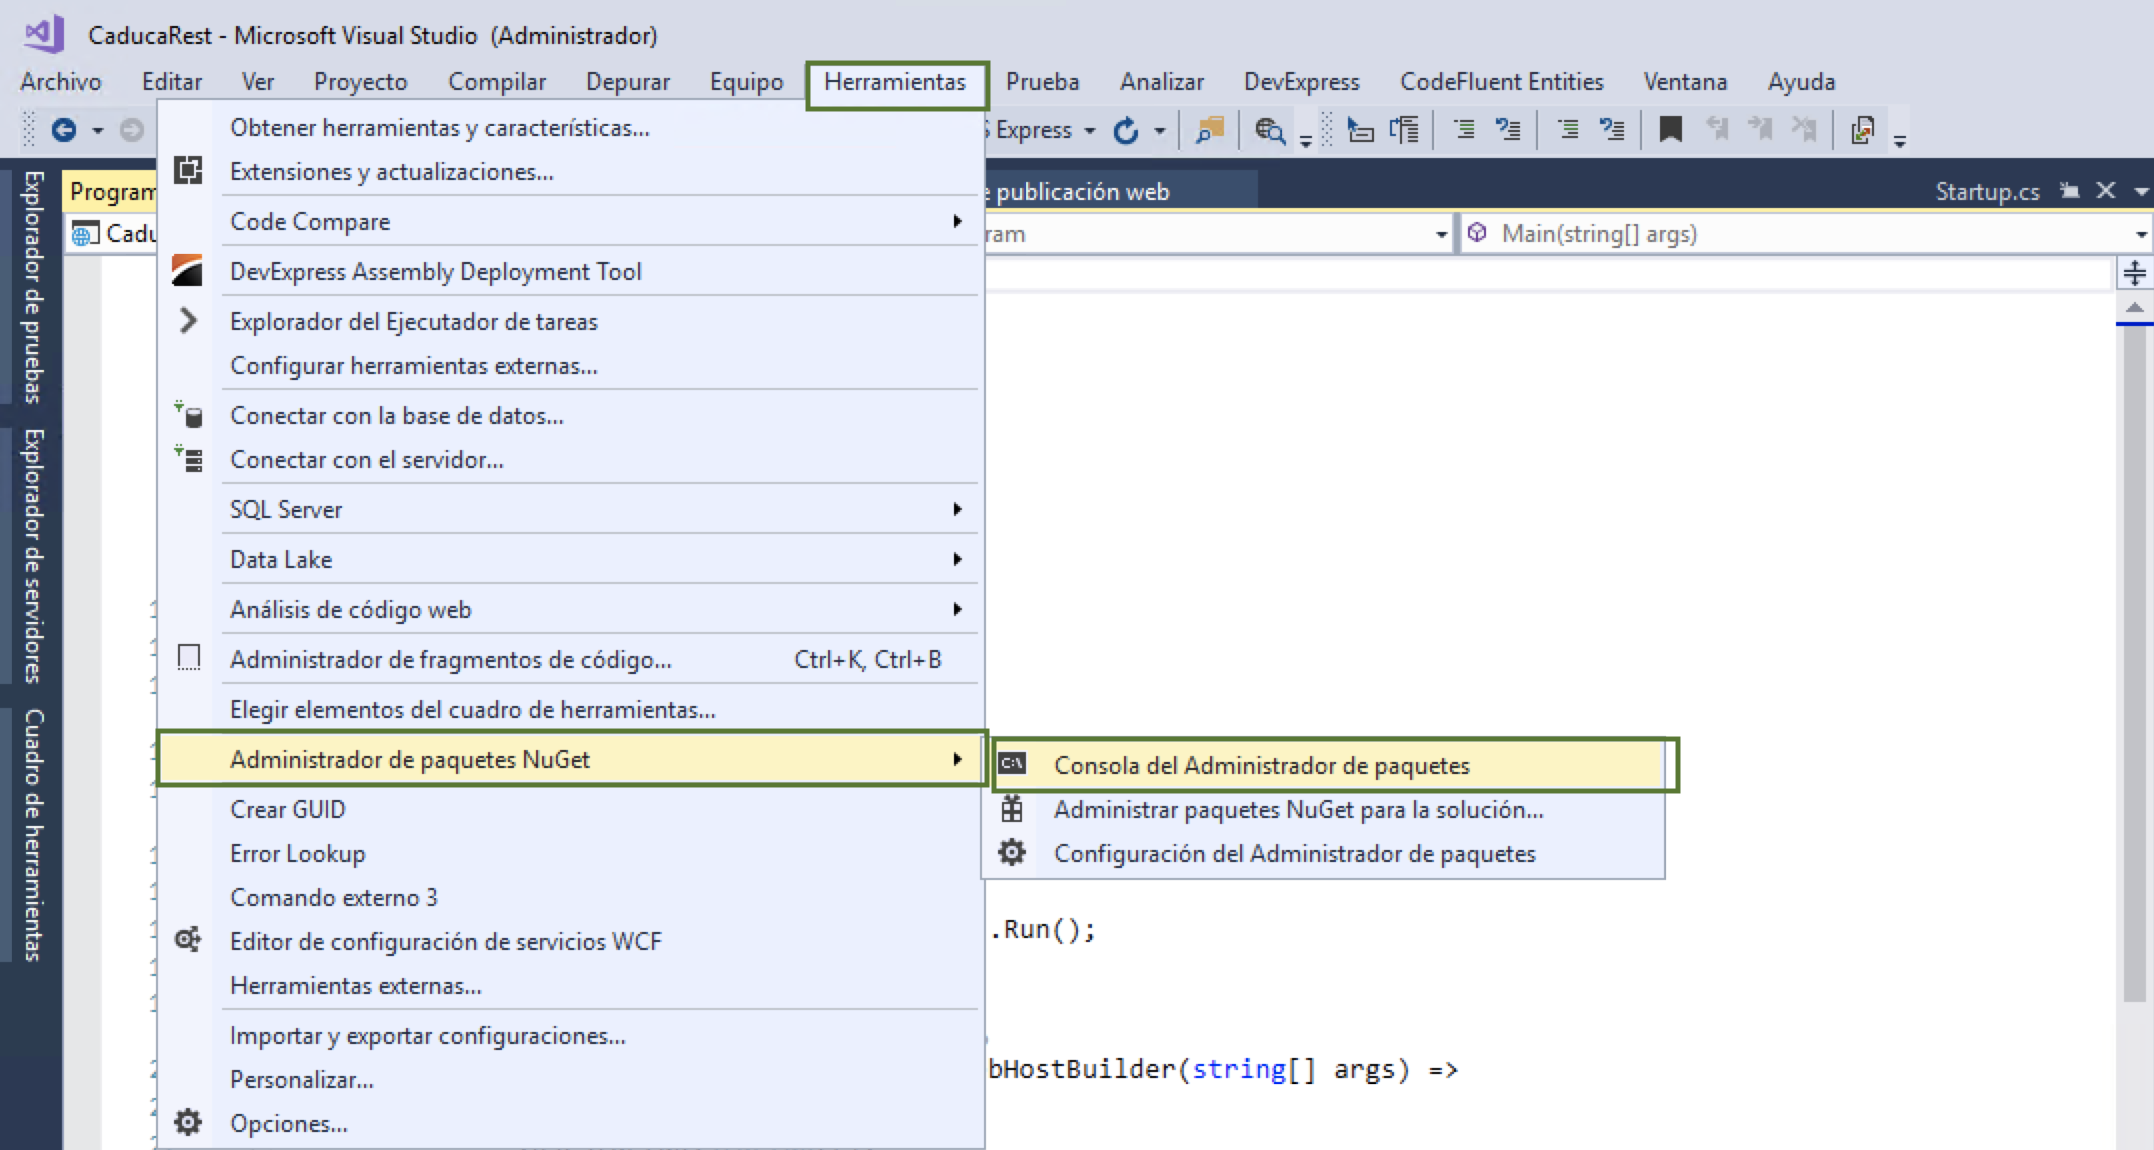 CaducaRest - Microsoft Visual Studio (Administrador)
Archivo Editar Ver Proyecto Compilar Depurar Equipo Herramientas Prueba Analizar DevExpress CodeFluent Entities Ventana Ayuda
Express
Obtener herramientas y características...
Extensiones y actualizaciones...
Code Compare
DevExpress Assembly Deployment Tool
Explorador del Ejecutador de tareas
Configurar herramientas externas...
Conectar con la base de datos...
Conectar con el servidor...
SQL Server
Data Lake
Análisis de código web
Administrador de fragmentos de código... Ctrl+K, Ctrl+B
Elegir elementos del cuadro de herramientas...
Administrador de paquetes NuGet
Crear GUID
Error Lookup
Comando externo 3
Editor de configuración de servicios WCF
Herramientas externas...
Importar y exportar configuraciones...
Personalizar...
Opciones...
Consola del Administrador de paquetes
Administrar paquetes NuGet para la solución...
Configuración del Administrador de paquetes
Explorador de pruebas
Explorador de servidores
Cuadro de herramientas
Program
publicación web
Startup.cs
Cadu
ram
Main(string[] args)
.Run();
bHostBuilder(string[] args) =>